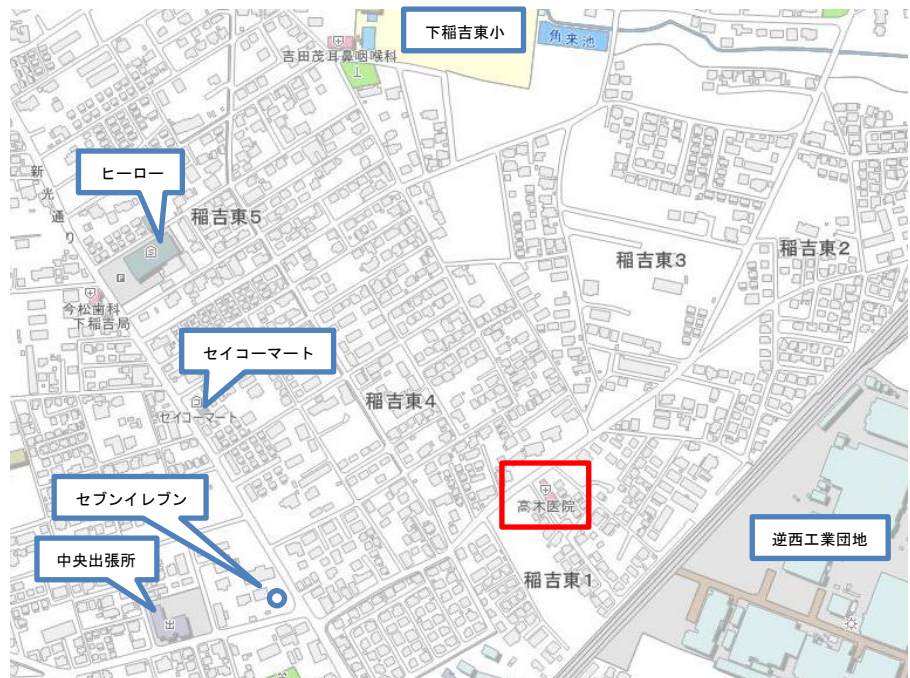 下稲吉東小
角来池
吉田茂耳鼻咽喉科
ヒーロー
新光通り
稲吉東5
稲吉東3
稲吉東2
今松歯科
下稲吉局
セイコーマート
セイコーマート
稲吉東4
セブンイレブン
高木医院
中央出張所
逆西工業団地
稲吉東1
出